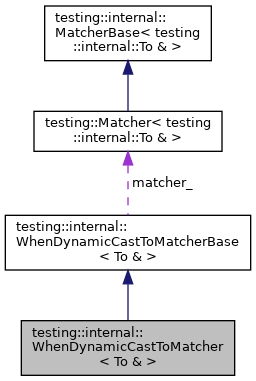 testing::internal::
MatcherBase< testing
::internal::To & >
testing::Matcher< testing
::internal::To & >
matcher_
testing::internal::
WhenDynamicCastToMatcherBase
< To & >
testing::internal::
WhenDynamicCastToMatcher
< To & >